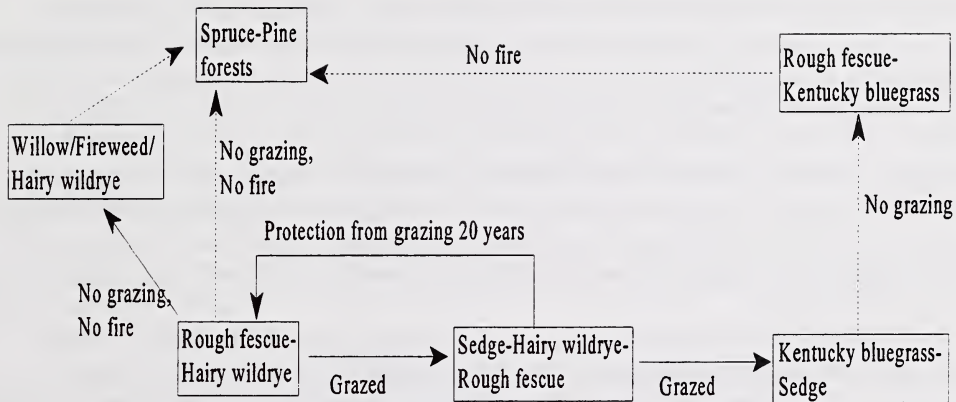 Spruce-Pine
forests
No fire
Rough fescue-
Kentucky bluegrass
Willow/Fireweed/
Hairy wildrye
No grazing,
No fire
No grazing
Protection from grazing 20 years
No grazing,
No fire
Rough fescue-
Hairy wildrye
Grazed
Sedge-Hairy wildrye-
Rough fescue
Grazed
Kentucky bluegrass-
Sedge